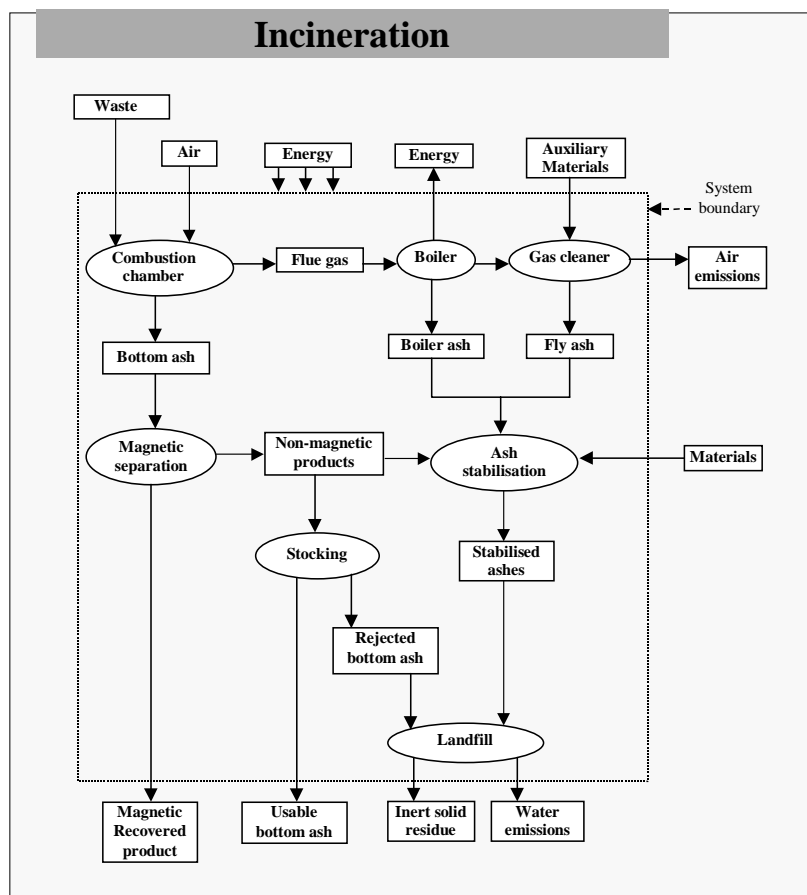 Incineration
Waste
Air
Energy
Energy
Auxiliary
Materials
System
boundary
Combustion
chamber
Flue gas
Boiler
Gas cleaner
Air
emissions
Bottom ash
Boiler ash
Fly ash
Magnetic
separation
Non-magnetic
products
Ash
stabilisation
Materials
Stocking
Stabilised
ashes
Rejected
bottom ash
Landfill
Magnetic
Recovered
product
Usable
bottom ash
Inert solid
residue
Water
emissions